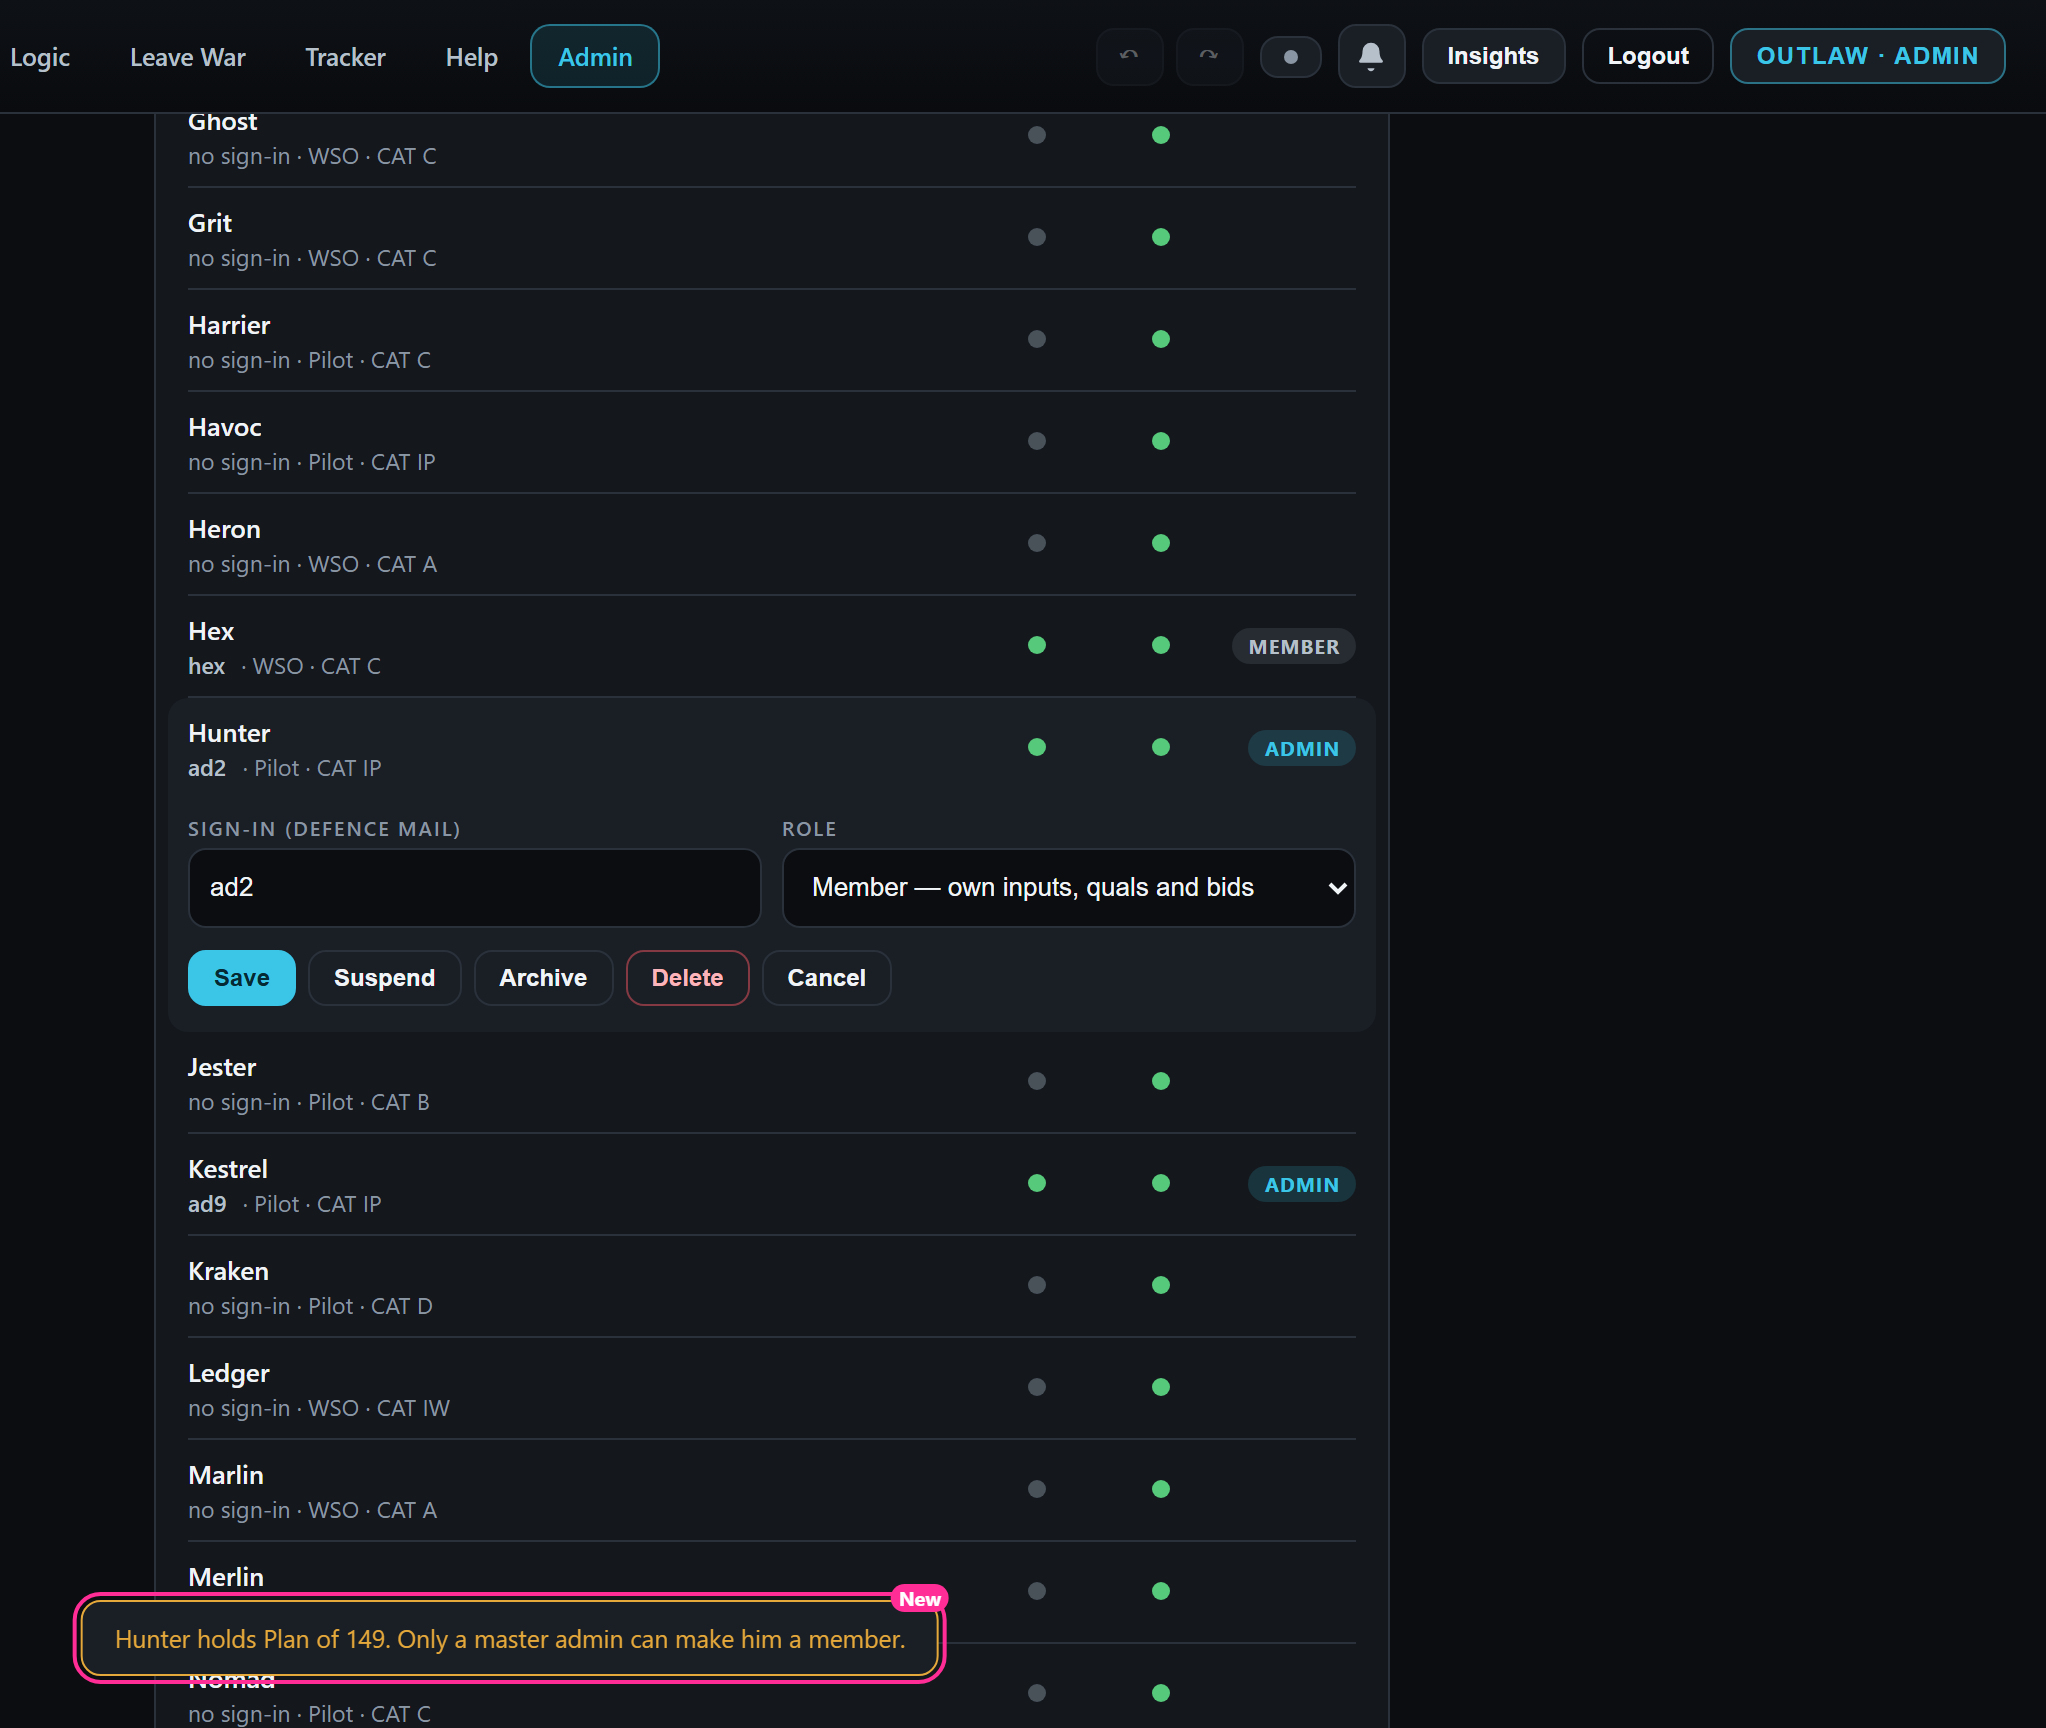 Logic Leave War Tracker Help Admin Insights Logout OUTLAW · ADMIN
Ghost
no sign-in · WSO · CAT C
Grit
no sign-in · WSO · CAT C
Harrier
no sign-in · Pilot · CAT C
Havoc
no sign-in · Pilot · CAT IP
Heron
no sign-in · WSO · CAT A
Hex
hex · WSO · CAT C
MEMBER
Hunter
ad2 · Pilot · CAT IP
ADMIN
SIGN-IN (DEFENCE MAIL) ROLE
ad2 Member — own inputs, quals and bids
Save Suspend Archive Delete Cancel
Jester
no sign-in · Pilot · CAT B
Kestrel
ad9 · Pilot · CAT IP
ADMIN
Kraken
no sign-in · Pilot · CAT D
Ledger
no sign-in · WSO · CAT IW
Marlin
no sign-in · WSO · CAT A
Merlin
New
Hunter holds Plan of 149. Only a master admin can make him a member.
Nomad
no sign-in · Pilot · CAT C